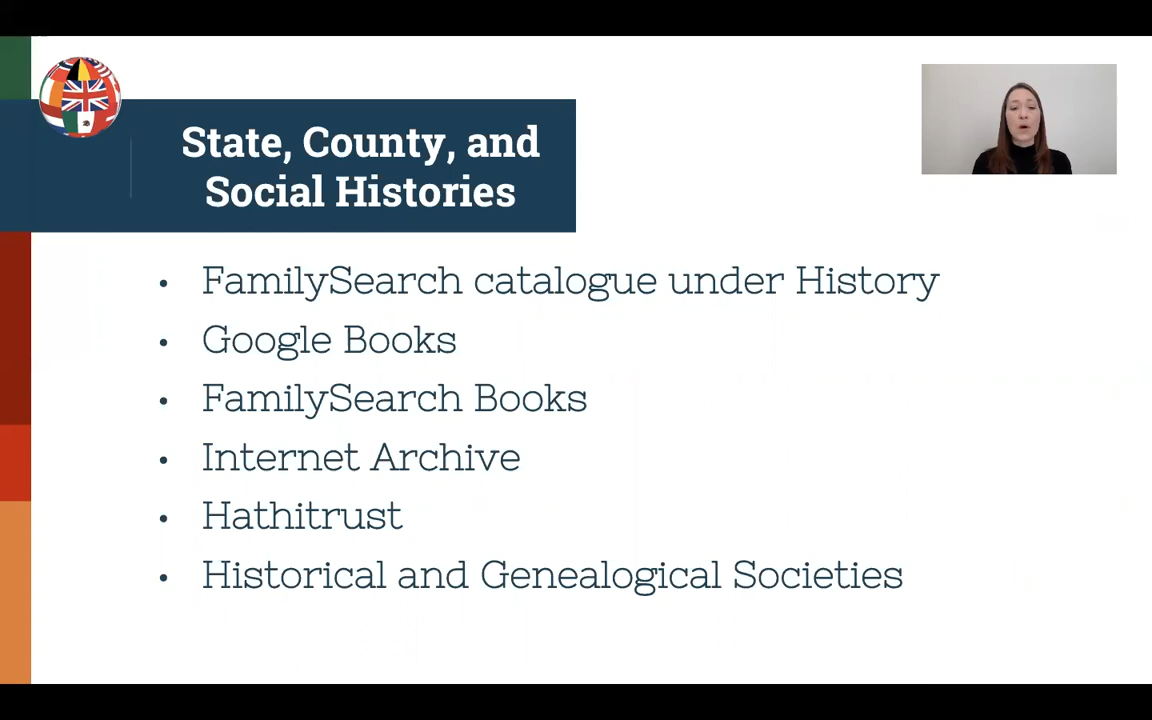 State, County, and
Social Histories
• FamilySearch catalogue under History
• Google Books
• FamilySearch Books
• Internet Archive
• Hathitrust
• Historical and Genealogical Societies